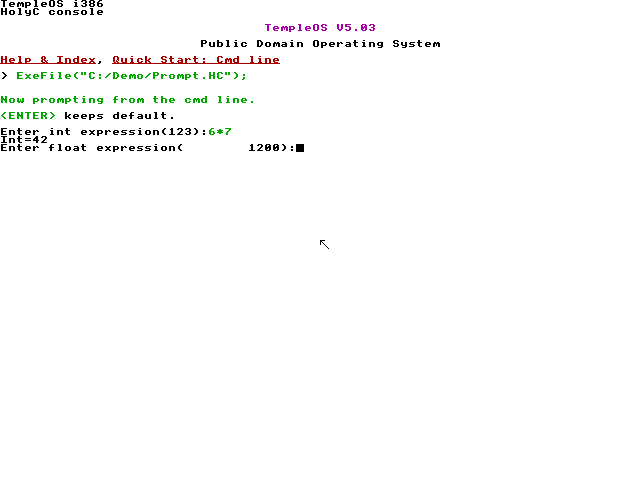 TempleOS i386
HolyC console
TempleOS V5.03
Public Domain Operating System
Help & Index, Quick Start: Cmd line
> ExeFile("C:/Demo/Prompt.HC");
Now prompting from the cmd line.
<ENTER> keeps default.
Enter int expression(123):6*7
Int=42
Enter float expression(        1200):